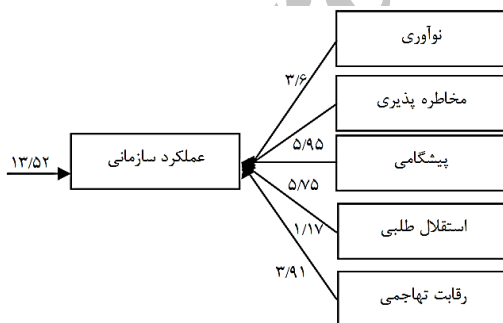 نوآوری
۳/۶
مخاطره پذیری
۵/۹۵
عملکرد سازمانی
۱۳/۵۲
پیشگامی
۵/۷۵
استقلال طلبی
۱/۱۷
رقابت تهاجمی
۳/۹۱